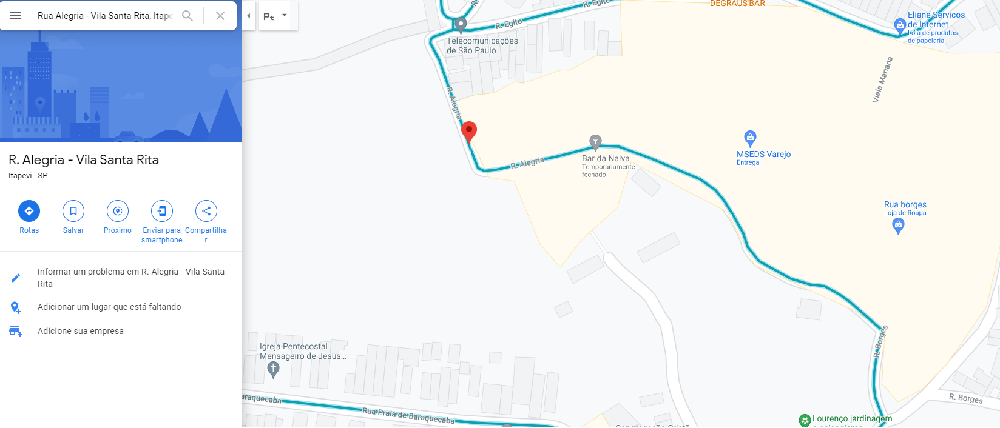 Rua Alegria - Vila Santa Rita, Itape
R. Alegria - Vila Santa Rita
Itapevi - SP
Rotas
Salvar
Próximo
Enviar para
smartphone
Compartilha
r
Informar um problema em R. Alegria - Vila Santa
Rita
Adicionar um lugar que está faltando
Adicione sua empresa
R. Egito
R. Egito
DEGRAUS'BAR
Eliane Serviços
de Internet
Loja de produtos
de papelaria
Telecomunicações
de São Paulo
R. Alegria
Viela Mariana
R. Alegria
Bar da Nalva
Temporariamente
fechado
MSEDS Varejo
Entrega
Rua borges
Loja de Roupa
R. Borges
Igreja Pentecostal
Mensageiro de Jesus...
araquecaba
Rua Praia de Baraquecaba
R. Borges
Lourenço jardinagem
e paisagismo
Congregação Cristã